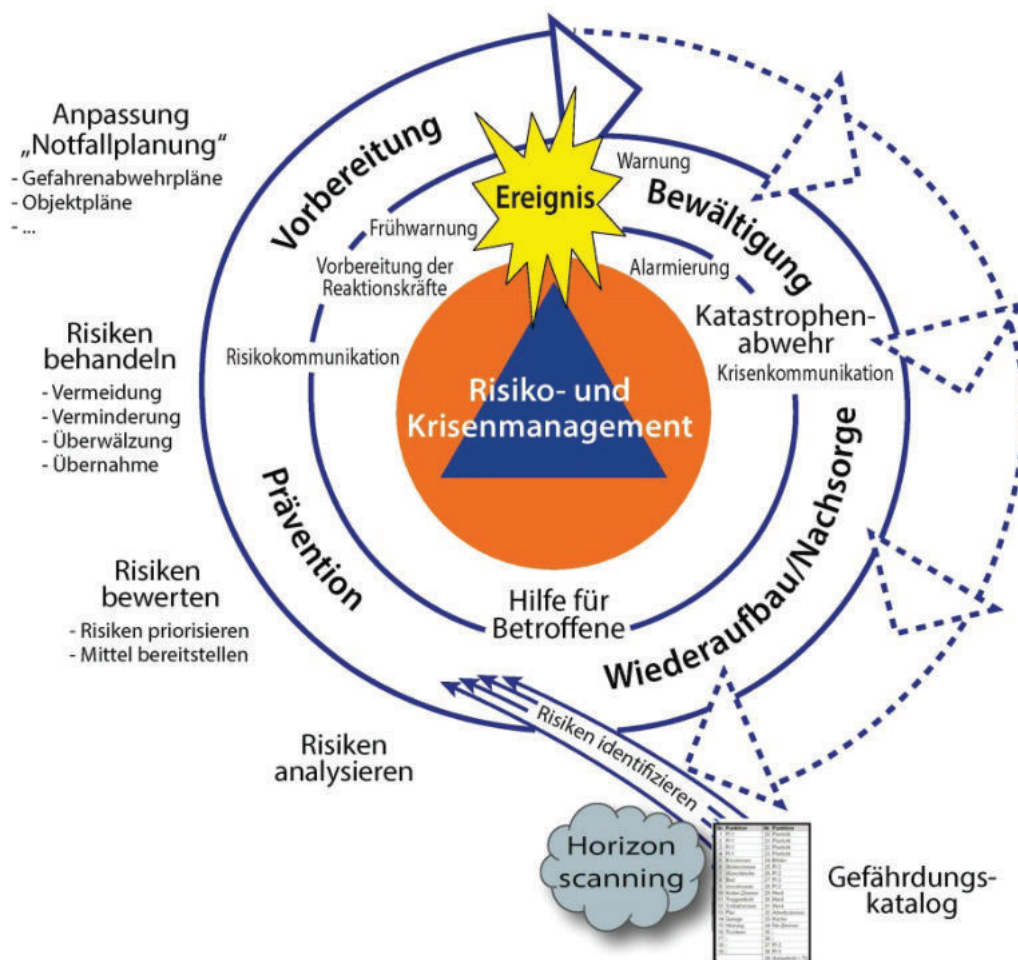 Anpassung
„Notfallplanung“
- Gefahrenabwehrpläne
- Objektpläne
- ...
Risiken
behandeln
- Vermeidung
- Verminderung
- Überwälzung
- Übernahme
Risiken
bewerten
- Risiken priorisieren
- Mittel bereitstellen
Risiken
analysieren
Vorbereitung
Prävention
Frühwarnung
Vorbereitung der
Reaktionskräfte
Risikokommunikation
Ereignis
Warnung
Bewältigung
Alarmierung
Katastrophen-
abwehr
Krisenkommunikation
Risiko- und
Krisenmanagement
Wiederaufbau/Nachsorge
Hilfe für
Betroffene
Risiken identifizieren
Horizon
scanning
Gefährdungs-
katalog